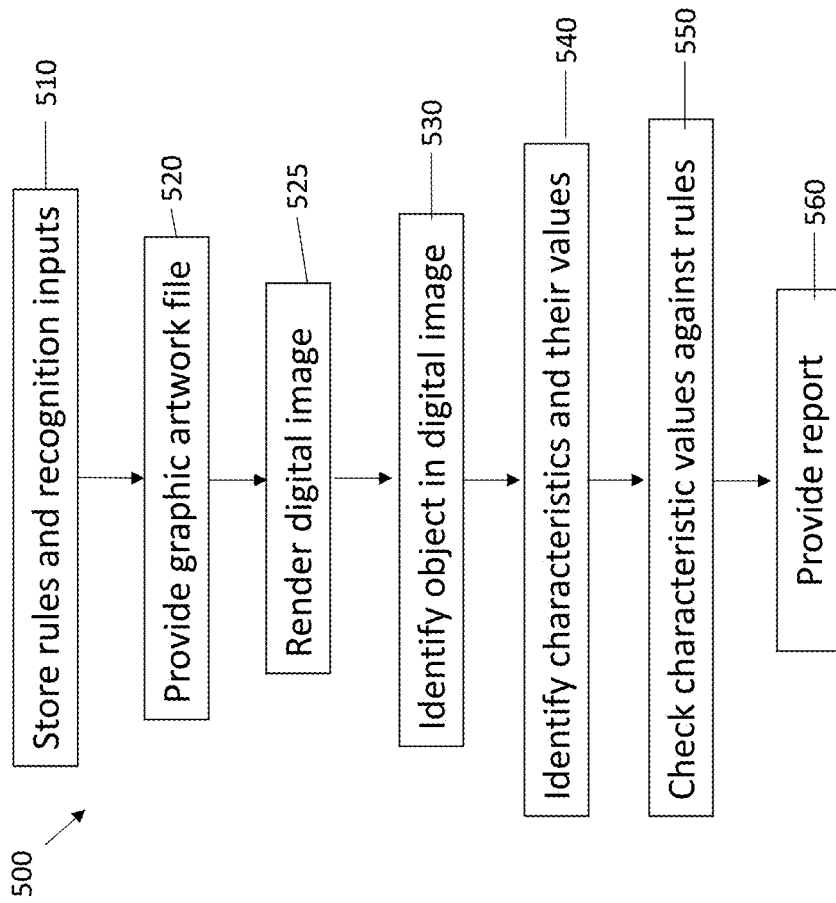 500
Store rules and recognition inputs
510
Provide graphic artwork file
520
Render digital image
525
Identify object in digital image
530
Identify characteristics and their values
540
Check characteristic values against rules
550
Provide report
560